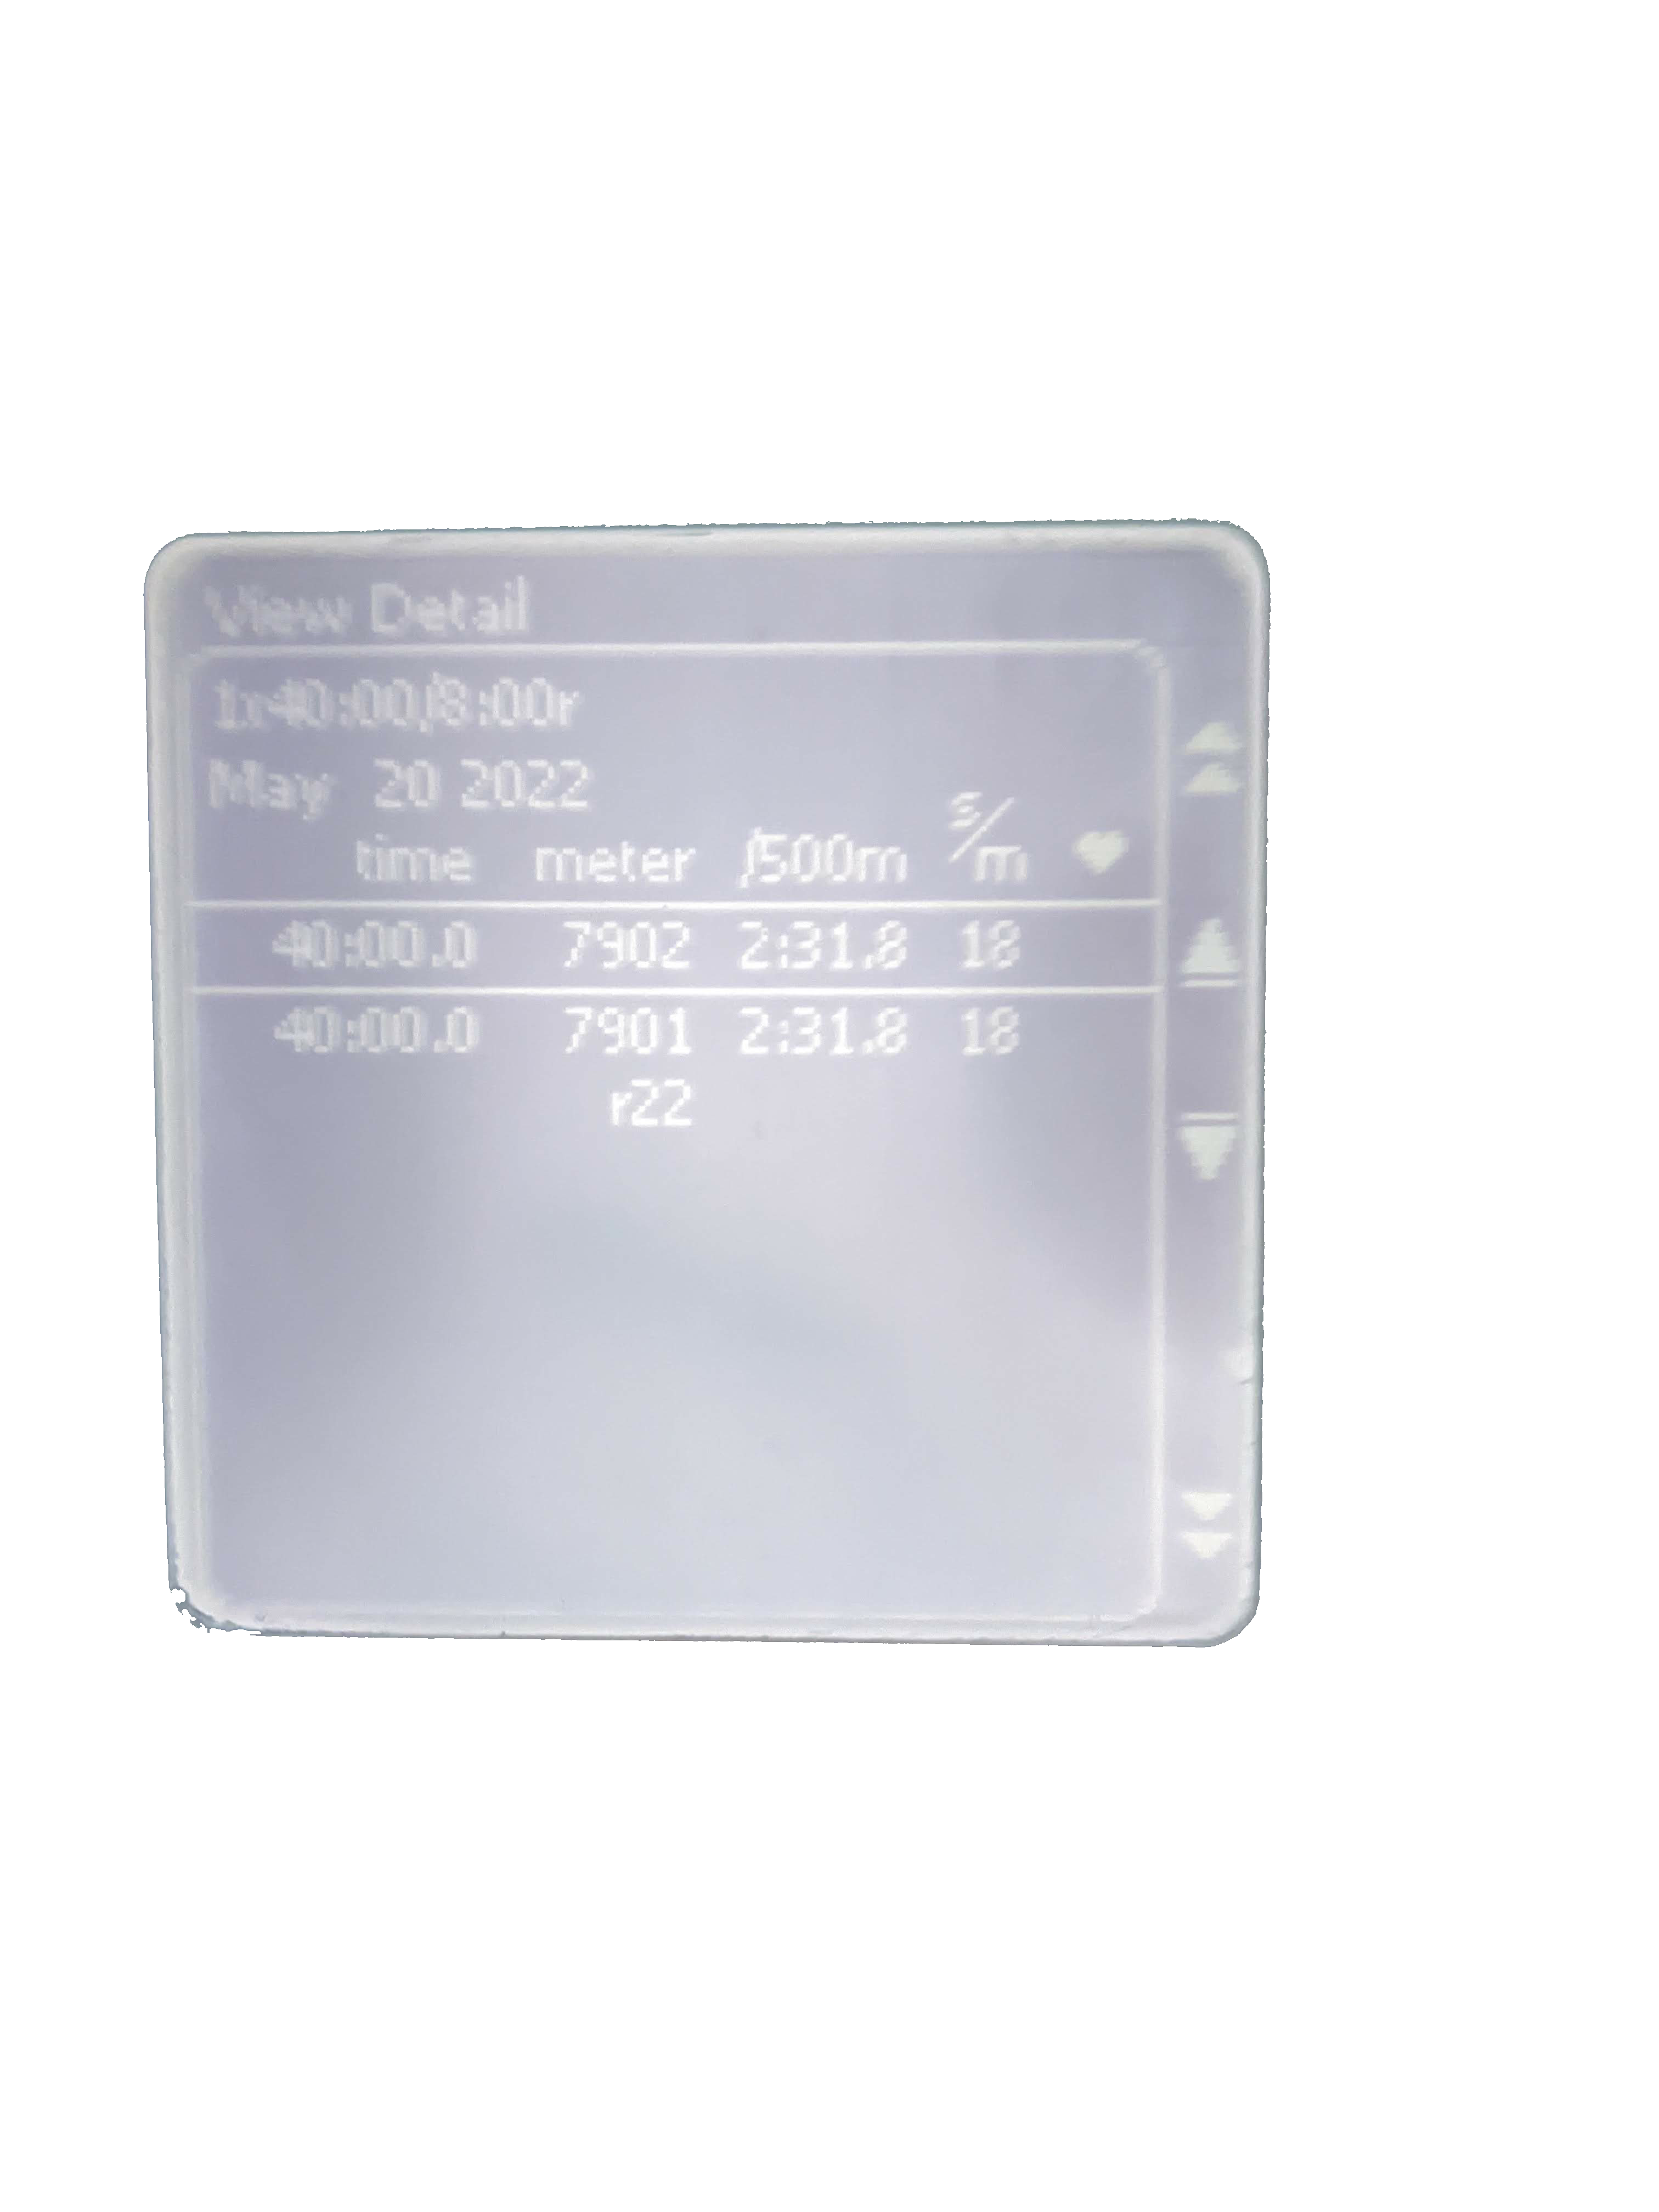 View Detail
1x40:00/8:00r
May 20 2022
time meter /500m s/m
40:00.0 7902 2:31.8 18
40:00.0 7901 2:31.8 18
r22